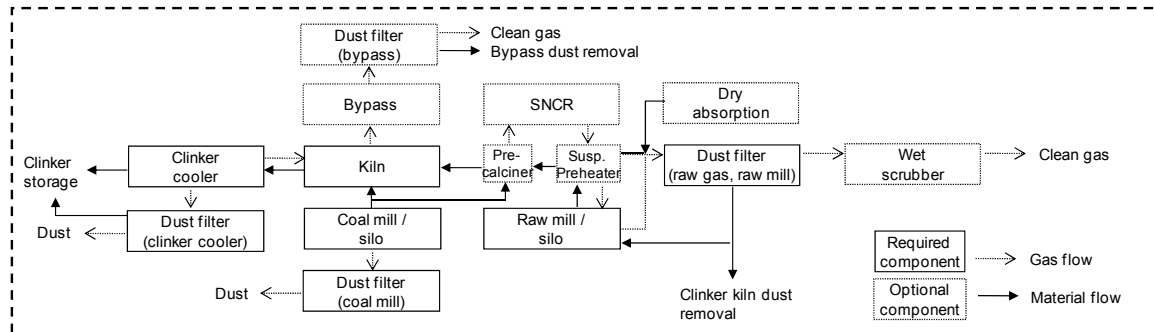 Dust filter
(bypass)
Clean gas
Bypass dust removal
Bypass
SNCR
Dry
absorption
Clinker
storage
Clinker
cooler
Kiln
Pre-
calciner
Susp.
Preheater
Dust filter
(raw gas, raw mill)
Wet
scrubber
Clean gas
Dust
Dust filter
(clinker cooler)
Coal mill /
silo
Raw mill /
silo
Dust
Dust filter
(coal mill)
Clinker kiln dust
removal
Required
component
Gas flow
Optional
component
Material flow